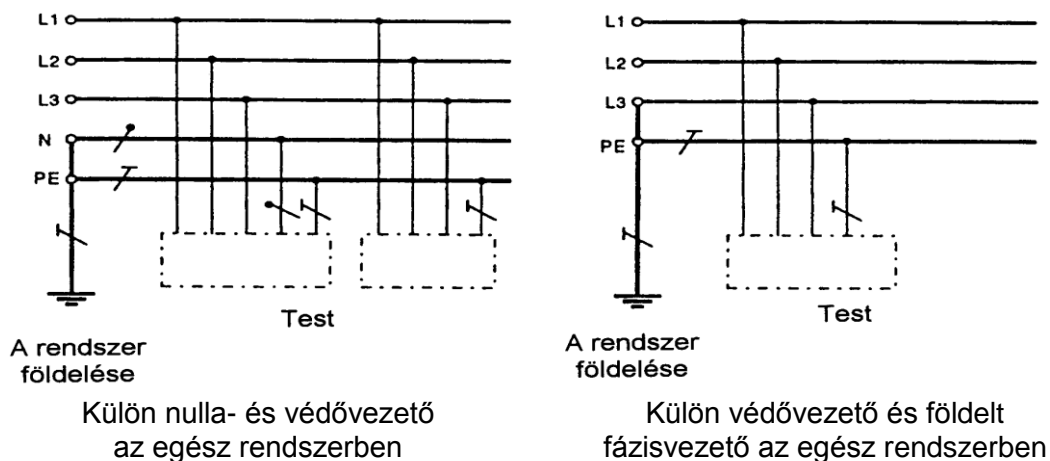 L1
L2
L3
N
PE
Test
A rendszer
földelése
Külön nulla- és védővezető
az egész rendszerben
L1
L2
L3
PE
Test
A rendszer
földelése
Külön védővezető és földelt
fázisvezető az egész rendszerben